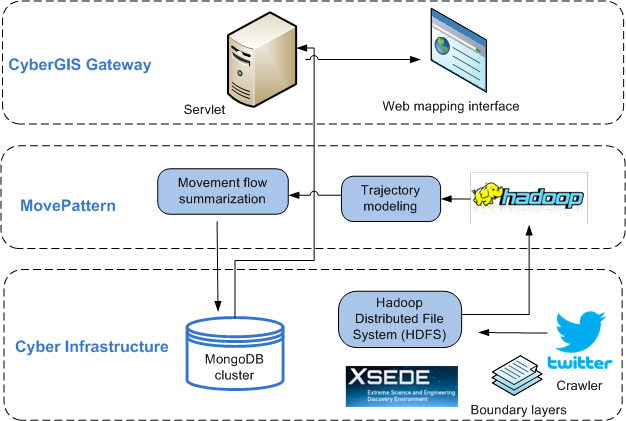 CyberGIS Gateway
Servlet
Web mapping interface
MovePattern
Movement flow
summarization
Trajectory
modeling
hadoop
Cyber Infrastructure
MongoDB
cluster
Hadoop
Distributed File
System (HDFS)
twitter
Crawler
XSEDE
Extreme Science and Engineering
Discovery Environment
Boundary layers